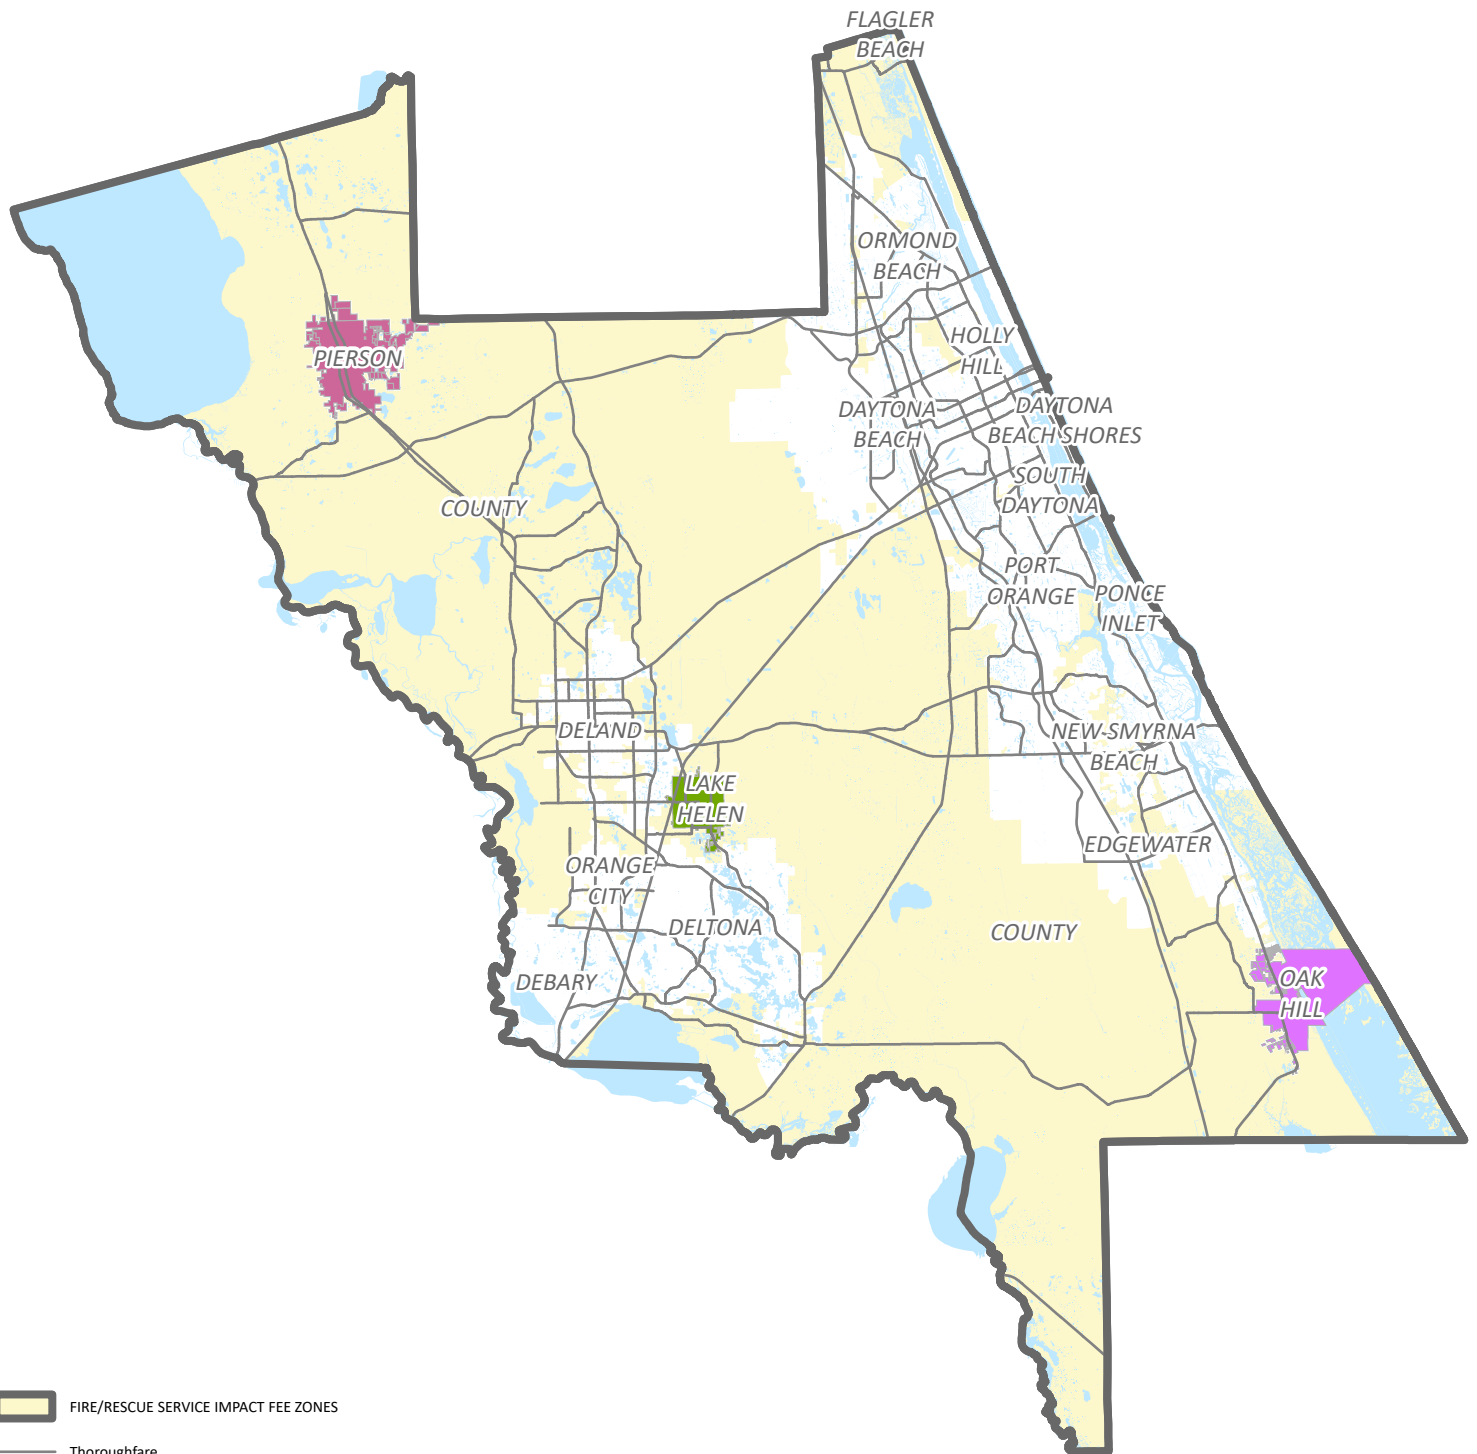 FLAGLER
BEACH
ORMOND
BEACH
HOLLY
HILL
PIERSON
DAYTONA
BEACH
DAYTONA
BEACH SHORES
SOUTH
DAYTONA
COUNTY
PORT
ORANGE
PONCE
INLET
DELAND
NEW SMYRNA
BEACH
LAKE
HELEN
EDGEWATER
ORANGE
CITY
DELTONA
COUNTY
DEBARY
OAK
HILL
FIRE/RESCUE SERVICE IMPACT FEE ZONES
Thoroughfare